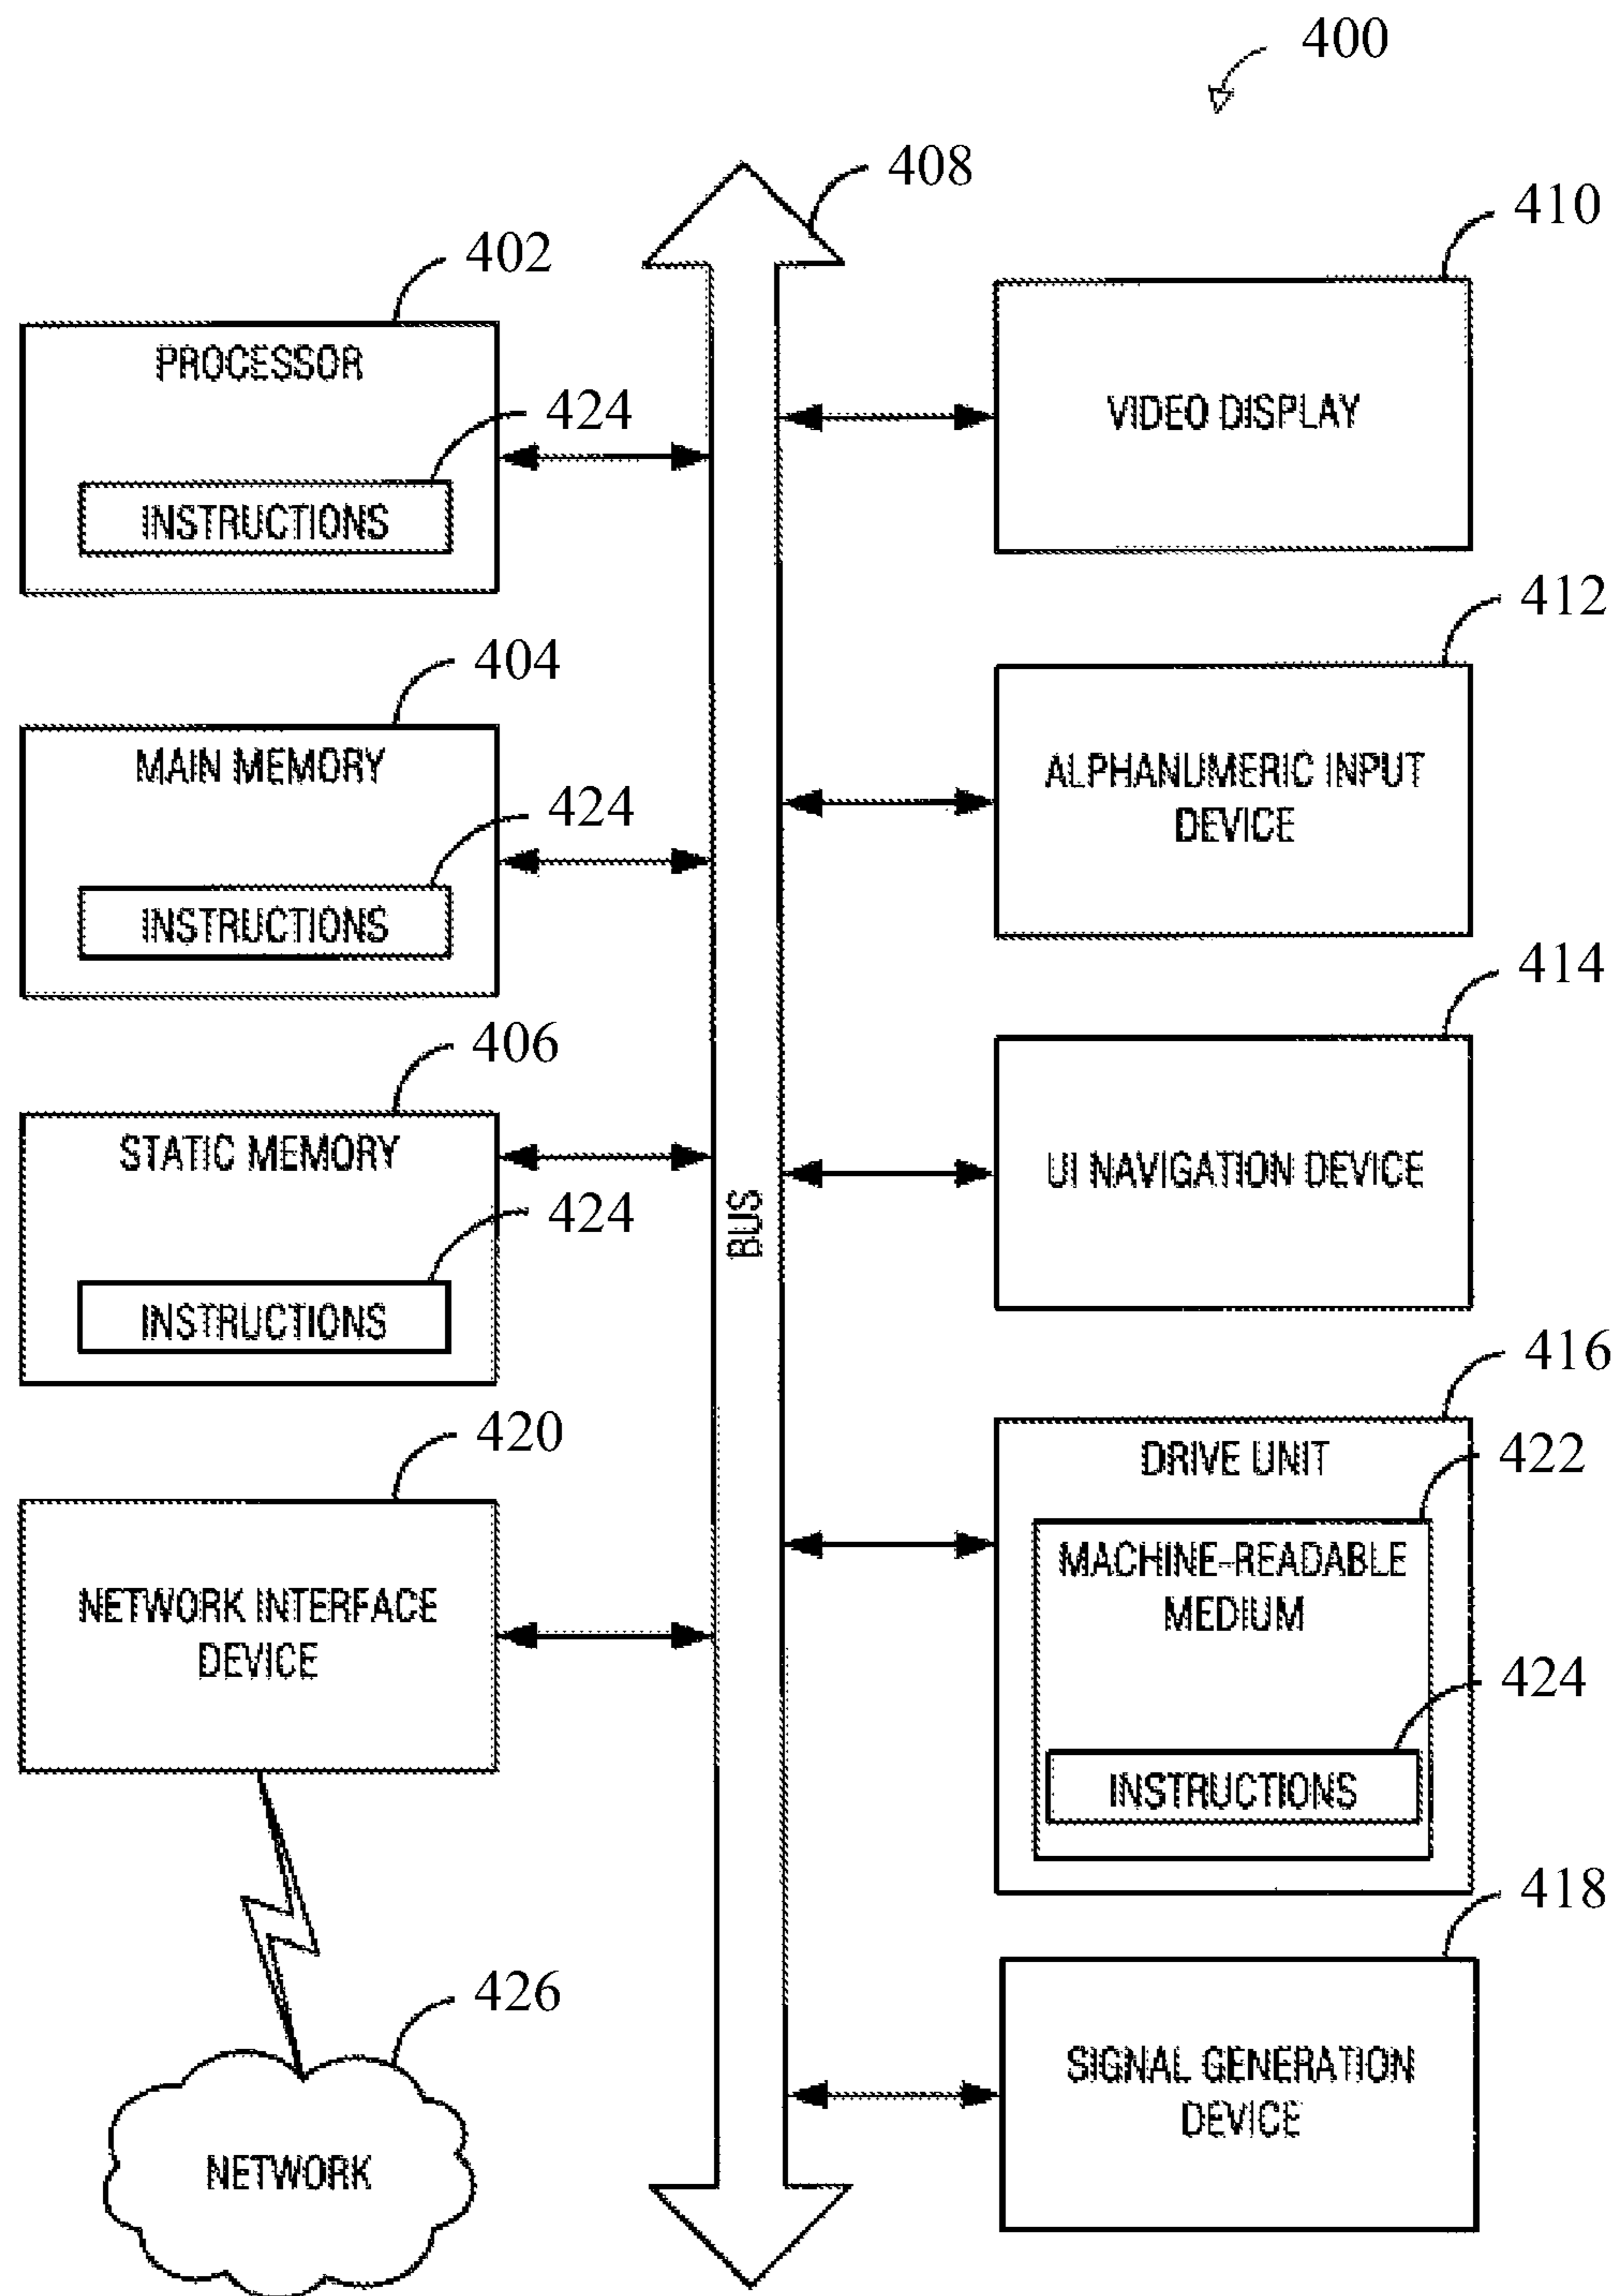 400
408
402
PROCESSOR
424
INSTRUCTIONS
404
MAIN MEMORY
424
INSTRUCTIONS
406
STATIC MEMORY
424
INSTRUCTIONS
420
NETWORK INTERFACE
DEVICE
426
NETWORK
BUS
410
VIDEO DISPLAY
412
ALPHANUMERIC INPUT
DEVICE
414
UI NAVIGATION DEVICE
416
DRIVE UNIT
422
MACHINE-READABLE
MEDIUM
424
INSTRUCTIONS
418
SIGNAL GENERATION
DEVICE